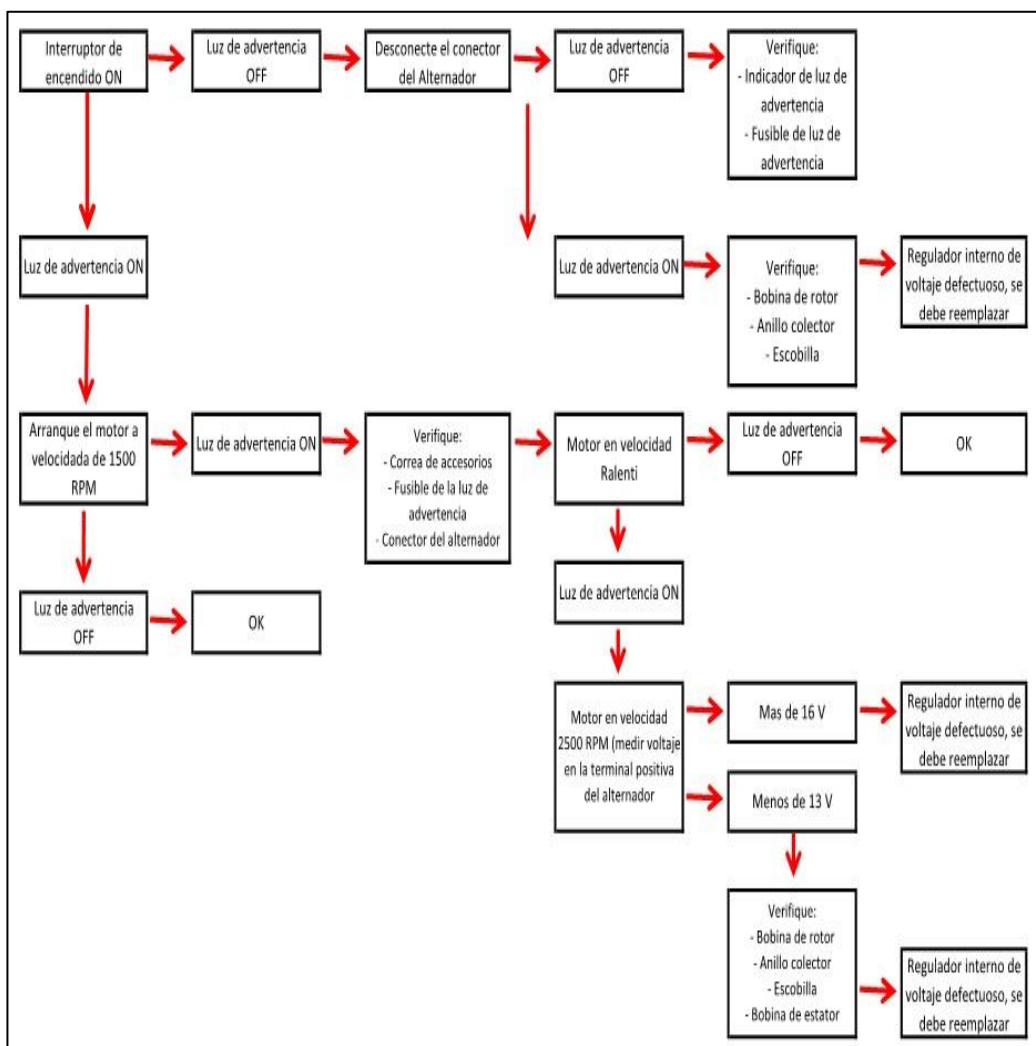 Interruptor de
encendido ON
Luz de advertencia
OFF
Desconecte el conector
del Alternador
Luz de advertencia
OFF
Verifique:
- Indicador de luz de
advertencia
- Fusible de luz de
advertencia
Luz de advertencia ON
Luz de advertencia ON
Verifique:
- Bobina de rotor
- Anillo colector
- Escobilla
Regulador interno de
voltaje defectuoso, se
debe reemplazar
Arranque el motor a
velocidada de 1500
RPM
Luz de advertencia ON
Verifique:
- Correa de accesorios
- Fusible de la luz de
advertencia
- Conector del alternador
Motor en velocidad
Ralenti
Luz de advertencia
OFF
OK
Luz de advertencia
OFF
OK
Luz de advertencia ON
Motor en velocidad
2500 RPM (medir voltaje
en la terminal positiva
del alternador
Mas de 16 V
Regulador interno de
voltaje defectuoso, se
debe reemplazar
Menos de 13 V
Verifique:
- Bobina de rotor
- Anillo colector
- Escobilla
- Bobina de estator
Regulador interno de
voltaje defectuoso, se
debe reemplazar